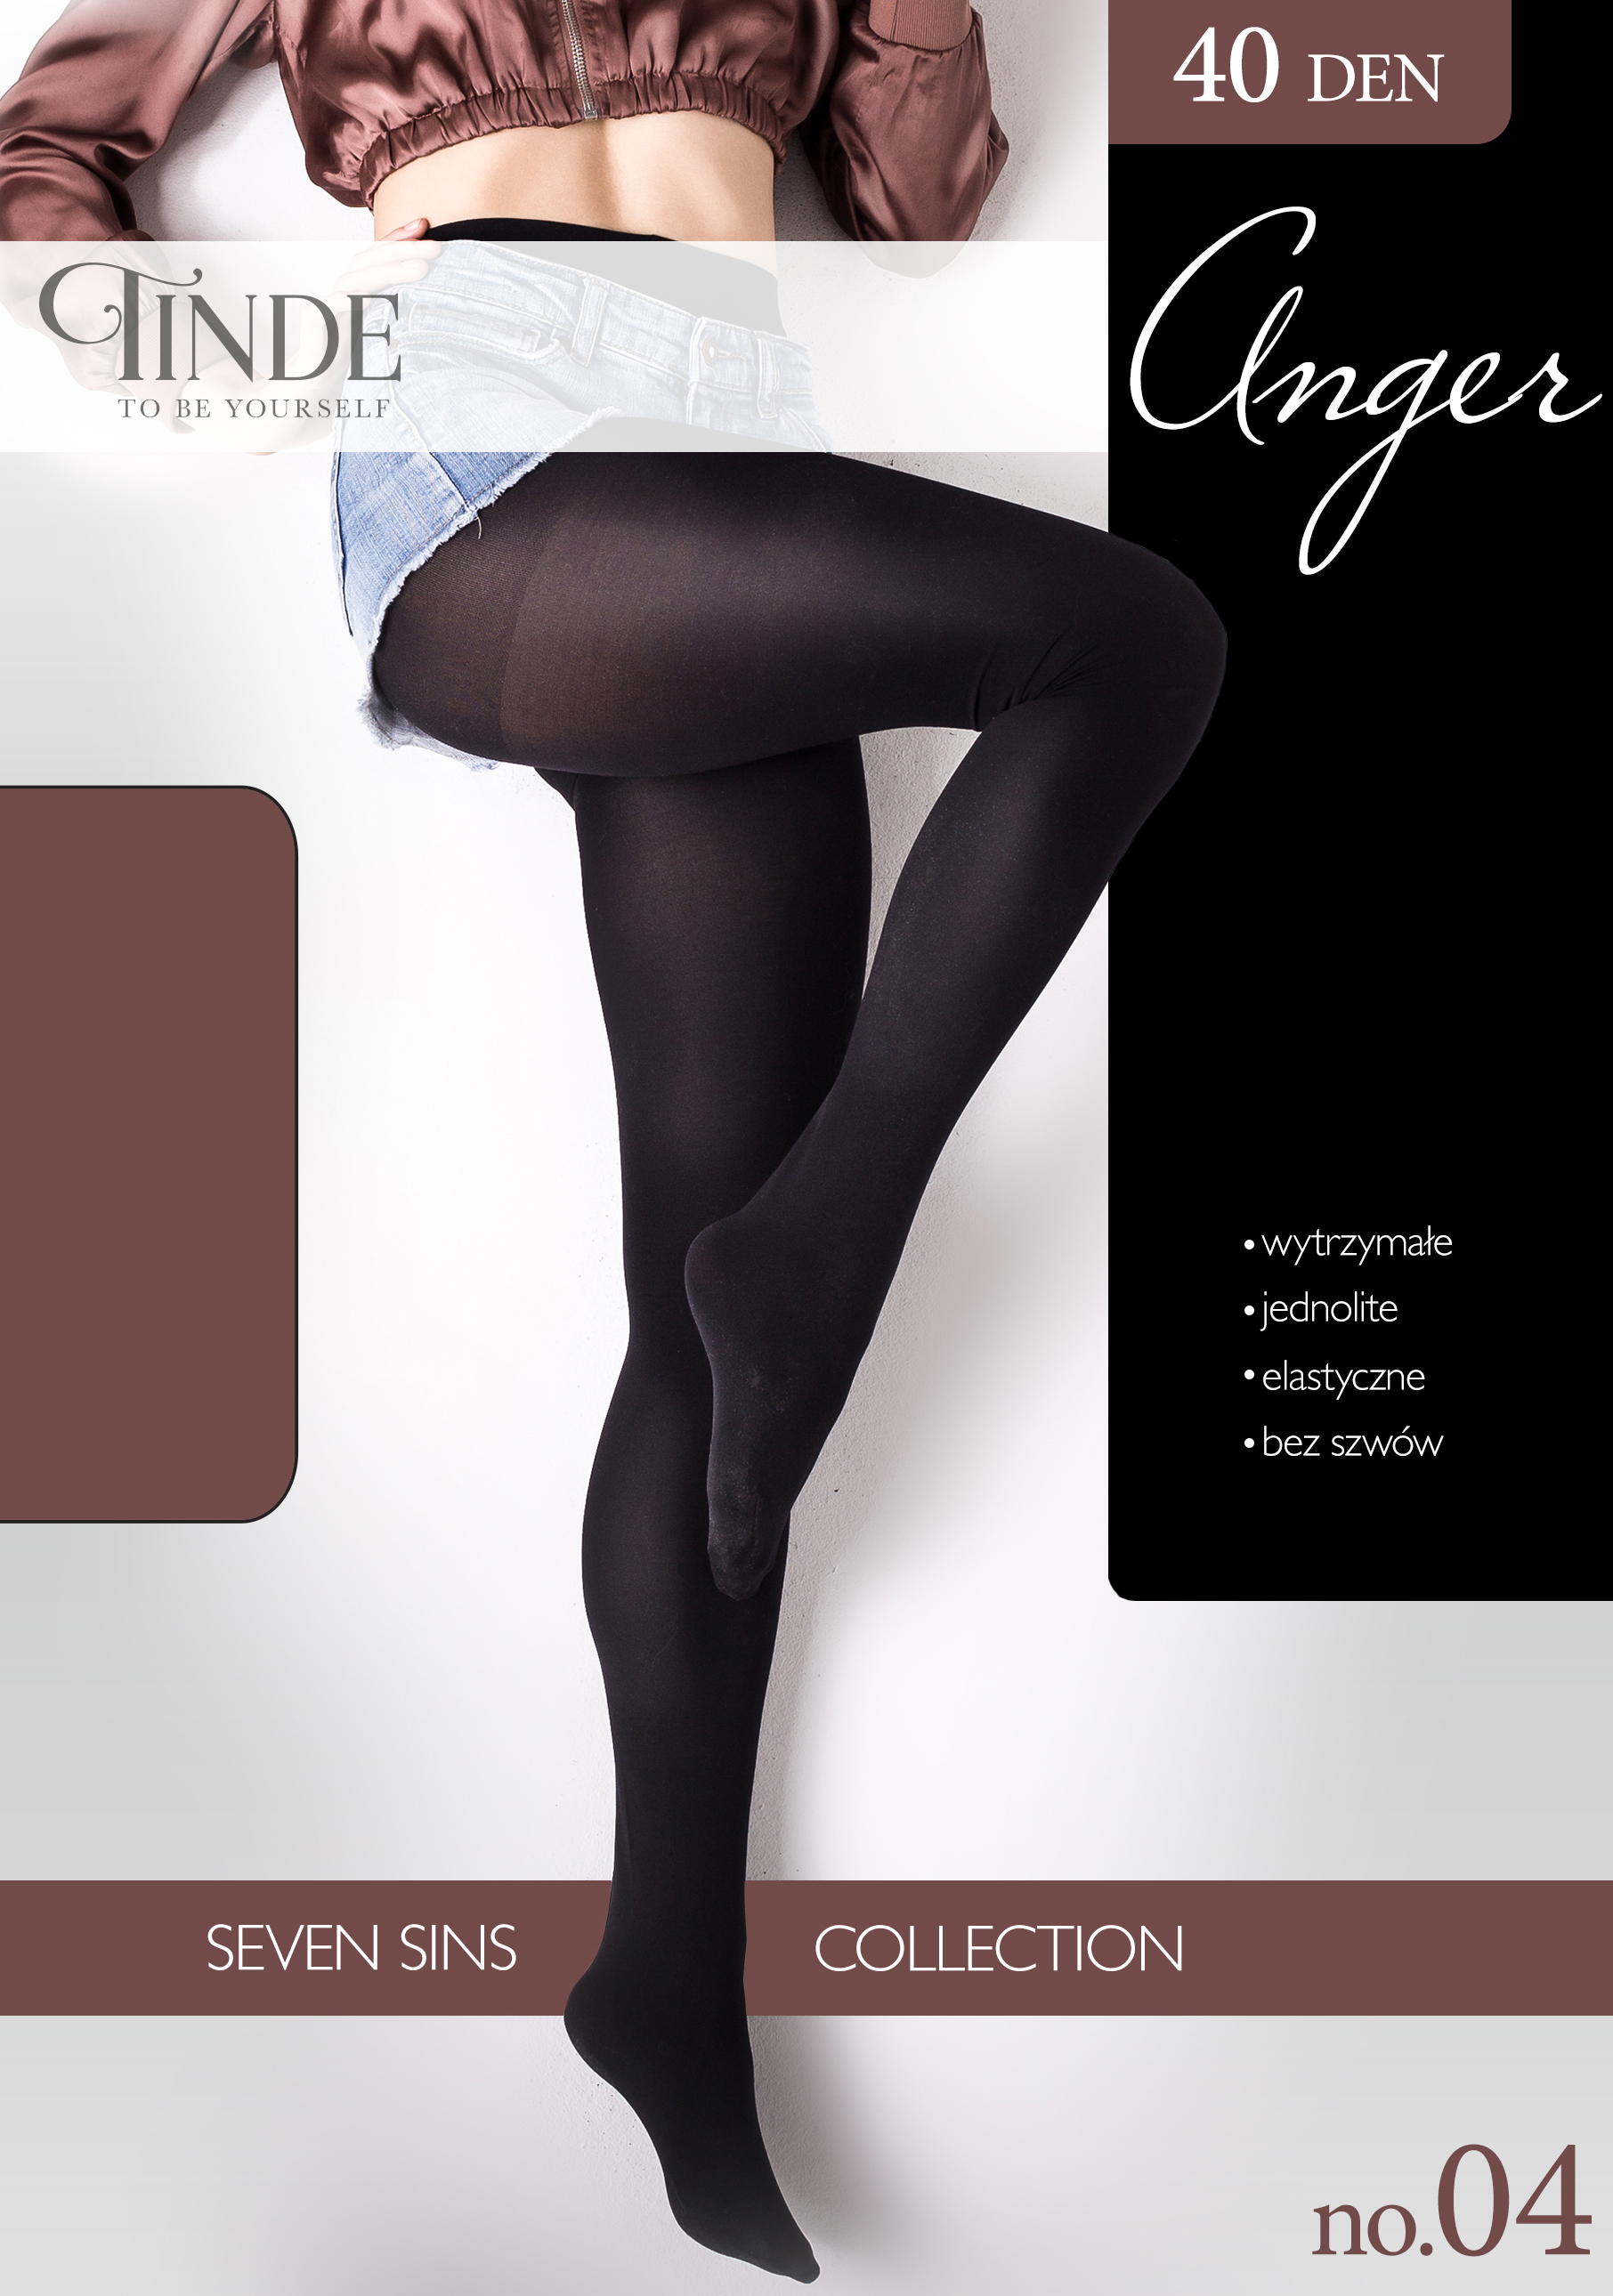 40 DEN
Anger
TINDE
TO BE YOURSELF
• wytrzymałe
• jednolite
• elastyczne
• bez szwów
SEVEN SINS COLLECTION
no.04